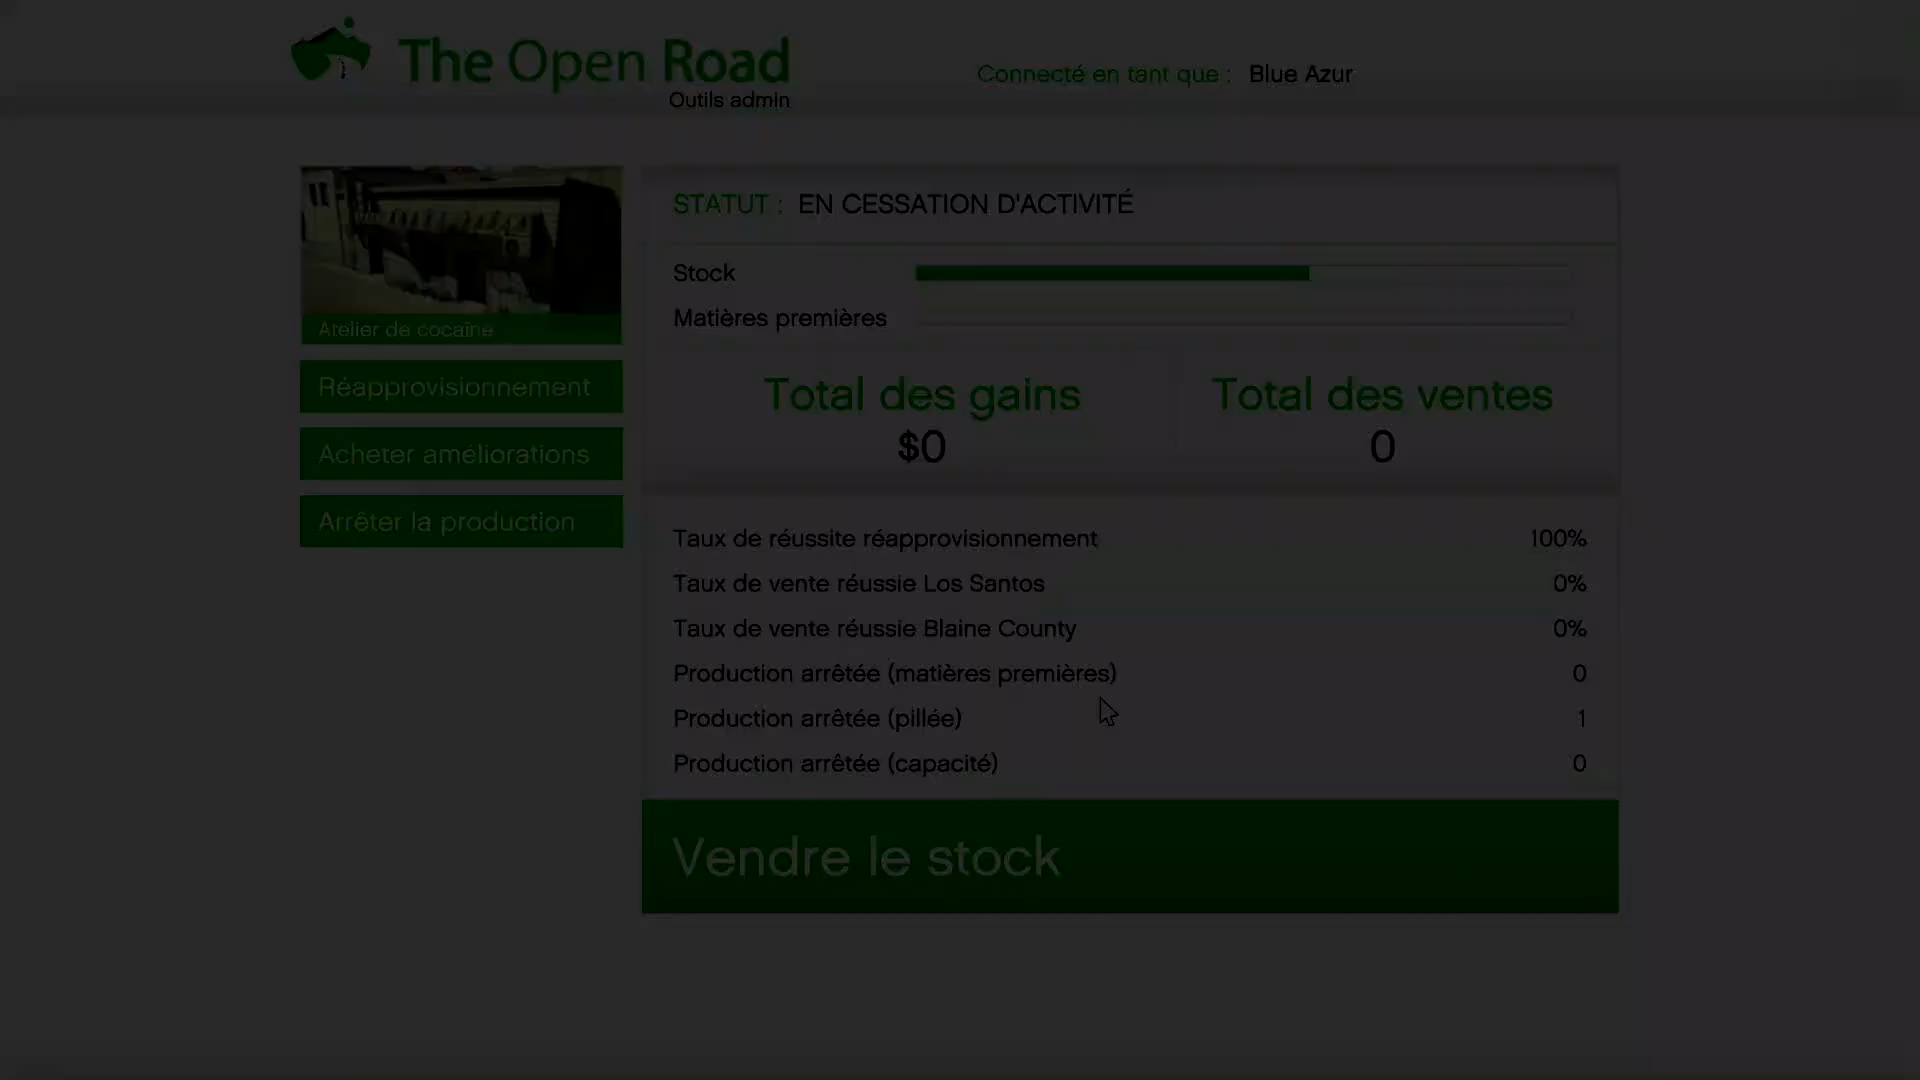 The Open Road
Outils admin
Connecté en tant que : Blue Azur
Atelier de cocaïne
Réapprovisionnement
Acheter améliorations
Arrêter la production
STATUT : EN CESSATION D'ACTIVITÉ
Stock
Matières premières
Total des gains
$0
Total des ventes
0
Taux de réussite réapprovisionnement 100%
Taux de vente réussie Los Santos 0%
Taux de vente réussie Blaine County 0%
Production arrêtée (matières premières) 0
Production arrêtée (pillée) 1
Production arrêtée (capacité) 0
Vendre le stock